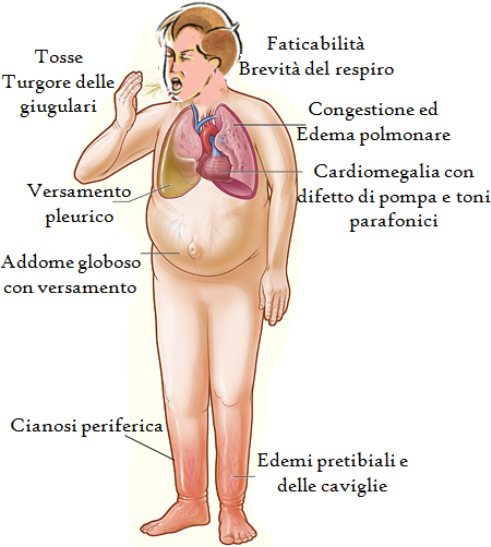 Tosse
Turgore delle
giugulari
Faticabilità
Brevità del respiro
Congestione ed
Edema polmonare
Cardiomegalia con
difetto di pompa e toni
parafonici
Versamento
pleurico
Addome globoso
con versamento
Cianosi periferica
Edemi pretibiali e
delle caviglie